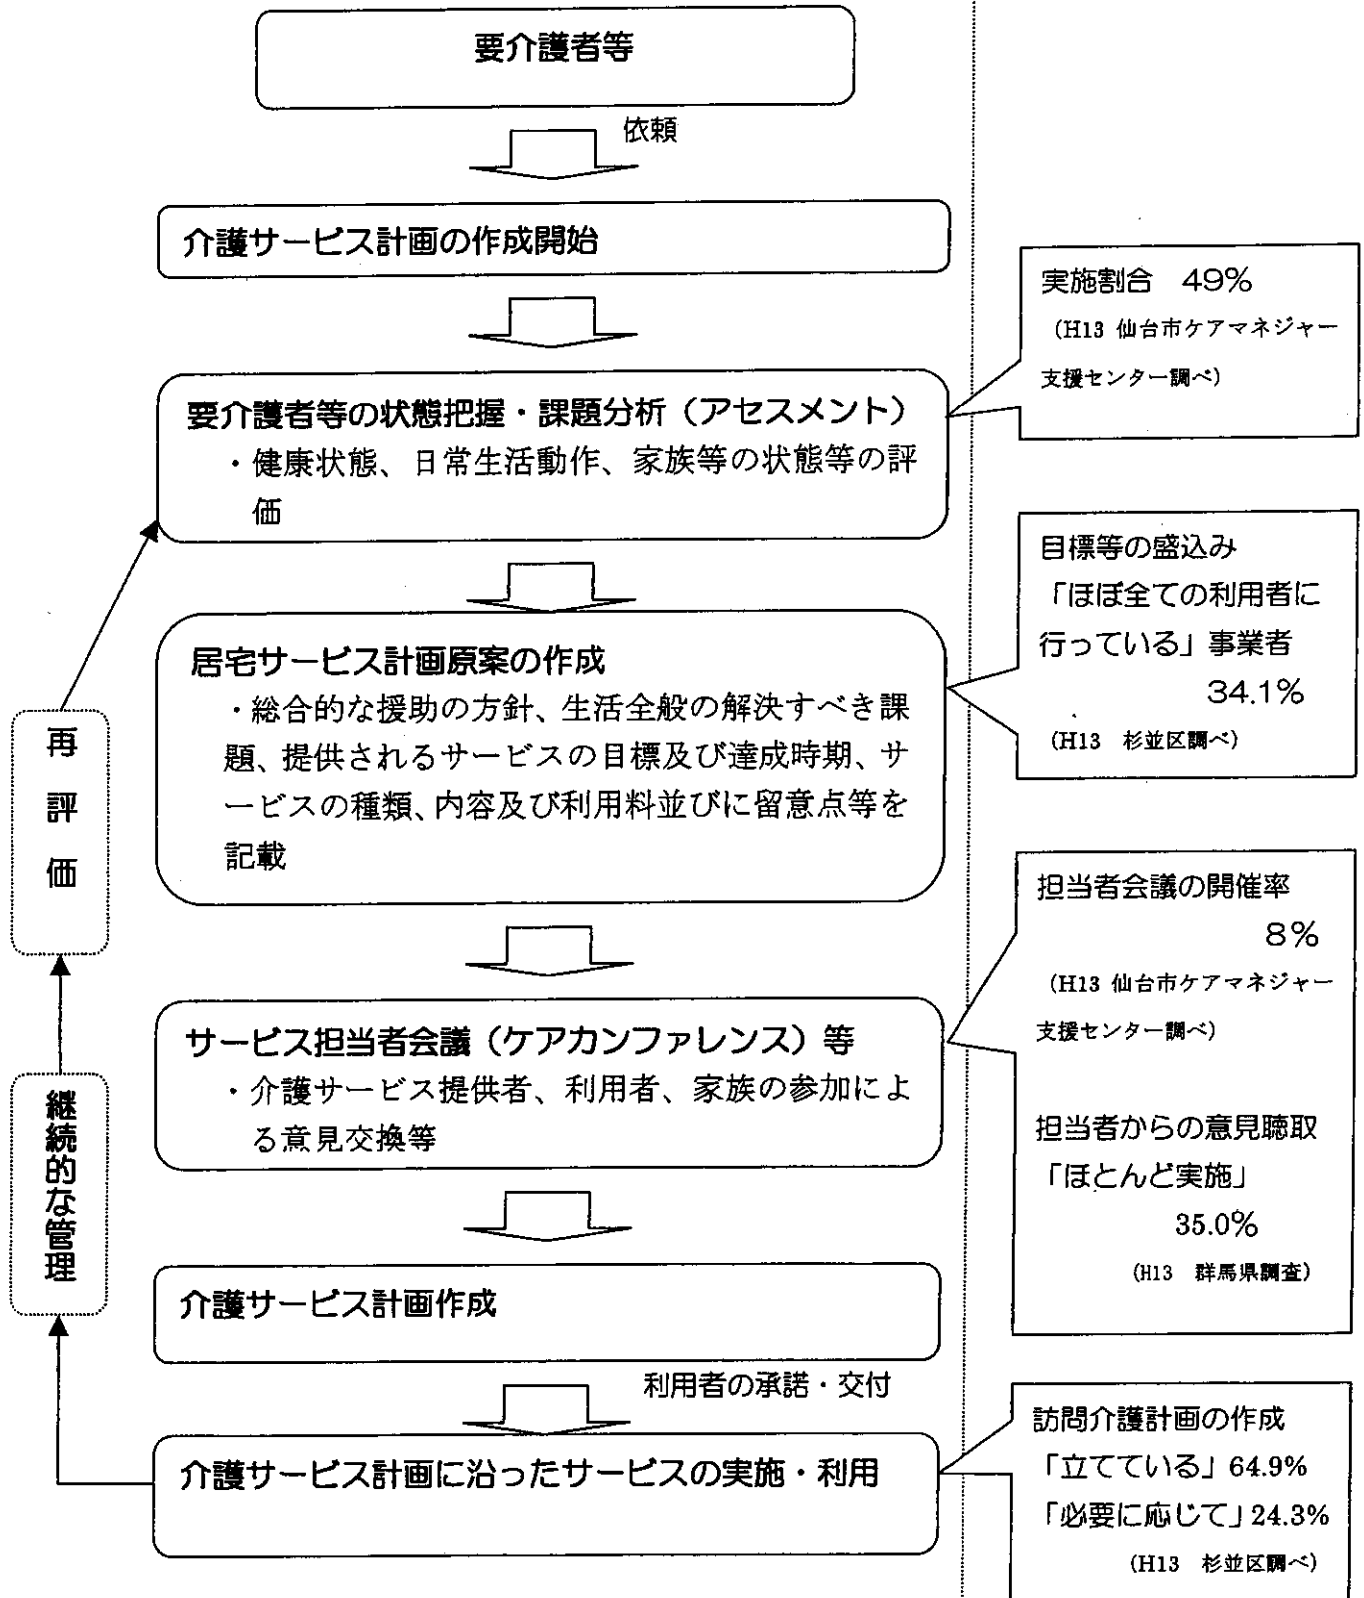 要介護者等
依頼
介護サービス計画の作成開始
要介護者等の状態把握・課題分析（アセスメント）
・健康状態、日常生活動作、家族等の状態等の評
価
居宅サービス計画原案の作成
・総合的な援助の方針、生活全般の解決すべき課
題、提供されるサービスの目標及び達成時期、サ
ービスの種類、内容及び利用料並びに留意点等を
記載
サービス担当者会議（ケアカンファレンス）等
・介護サービス提供者、利用者、家族の参加によ
る意見交換等
介護サービス計画作成
利用者の承諾・交付
介護サービス計画に沿ったサービスの実施・利用
再評価
継続的な管理
実施割合　49%
（H13 仙台市ケアマネジャー
支援センター調べ）
目標等の盛込み
「ほぼ全ての利用者に
行っている」事業者
34.1%
（H13　杉並区調べ）
担当者会議の開催率
8%
（H13 仙台市ケアマネジャー
支援センター調べ）
担当者からの意見聴取
「ほとんど実施」
35.0%
（H13　群馬県調査）
訪問介護計画の作成
「立てている」64.9%
「必要に応じて」24.3%
（H13　杉並区調べ）